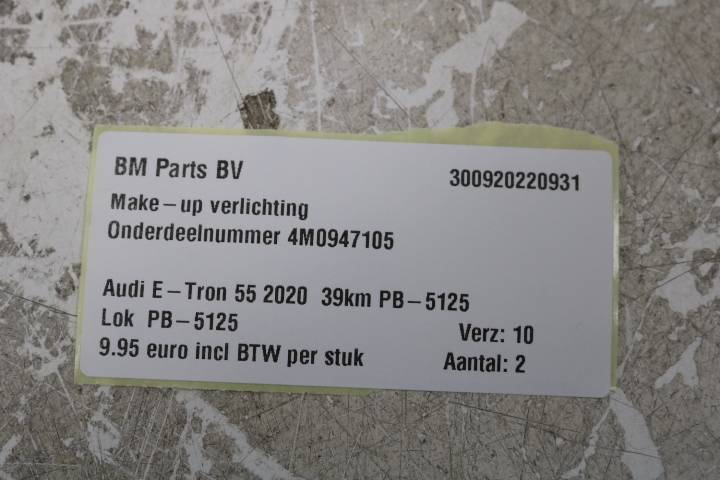 BM Parts BV 300920220931
Make-up verlichting
Onderdeelnummer 4M0947105
Audi E-Tron 55 2020 39km PB-5125
Lok PB-5125 Verz: 10
9.95 euro incl BTW per stuk Aantal: 2